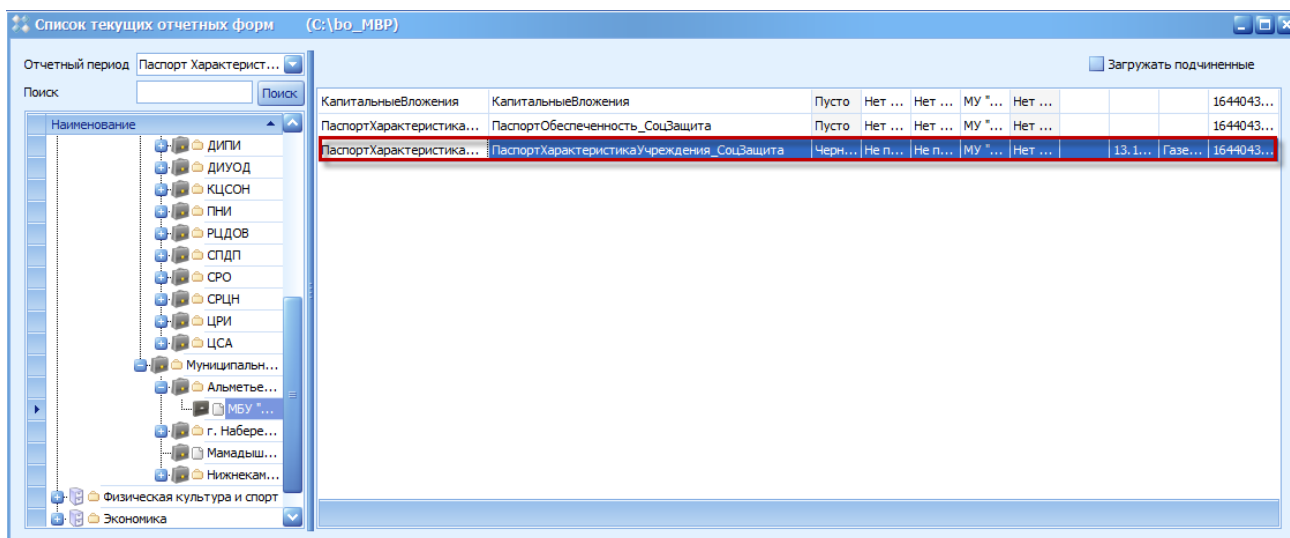 Список текущих отчетных форм (C:\bo_MBP)
Отчетный период Паспорт Характерист...
Загружать подчиненные
Поиск Поиск
Наименование
ДИПИ
ДИУОД
КЦСОН
ПНИ
РЦДОВ
СПДП
СРО
СРЦН
ЦРИ
ЦСА
Муниципальн...
Альметье...
МБУ "...
г. Набере...
Мамадыш...
Нижнекам...
Физическая культура и спорт
Экономика
КапитальныеВложения КапитальныеВложения Пусто Нет ... Нет ... МУ "... Нет ... 1644043...
ПаспортХарактеристика... ПаспортОбеспеченность_СоцЗащита Пусто Нет ... Нет ... МУ "... Нет ... 1644043...
ПаспортХарактеристика... ПаспортХарактеристикаУчреждения_СоцЗащита Черн... Не п... Не п... МУ "... Нет ... 13.1... Газе... 1644043...